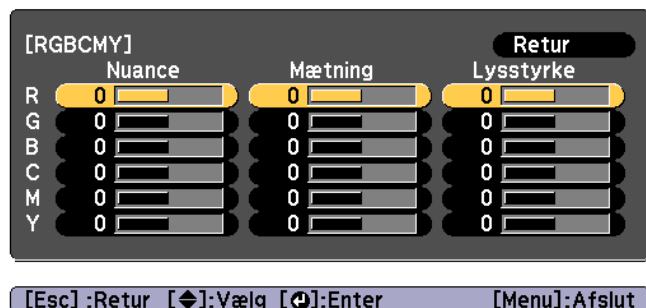 [RGBCMY] Retur
Nuance Mætning Lysstyrke
R 0 0 0
G 0 0 0
B 0 0 0
C 0 0 0
M 0 0 0
Y 0 0 0
[Esc] :Retur [◆]:Vælg [↵]:Enter [Menu]:Afslut